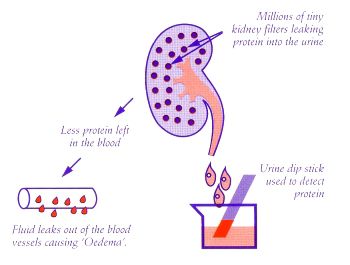 Millions of tiny
kidney filters leaking
protein into the urine
Less protein left
in the blood
Urine dip stick
used to detect
protein
Fluid leaks out of the blood
vessels causing 'Oedema'.